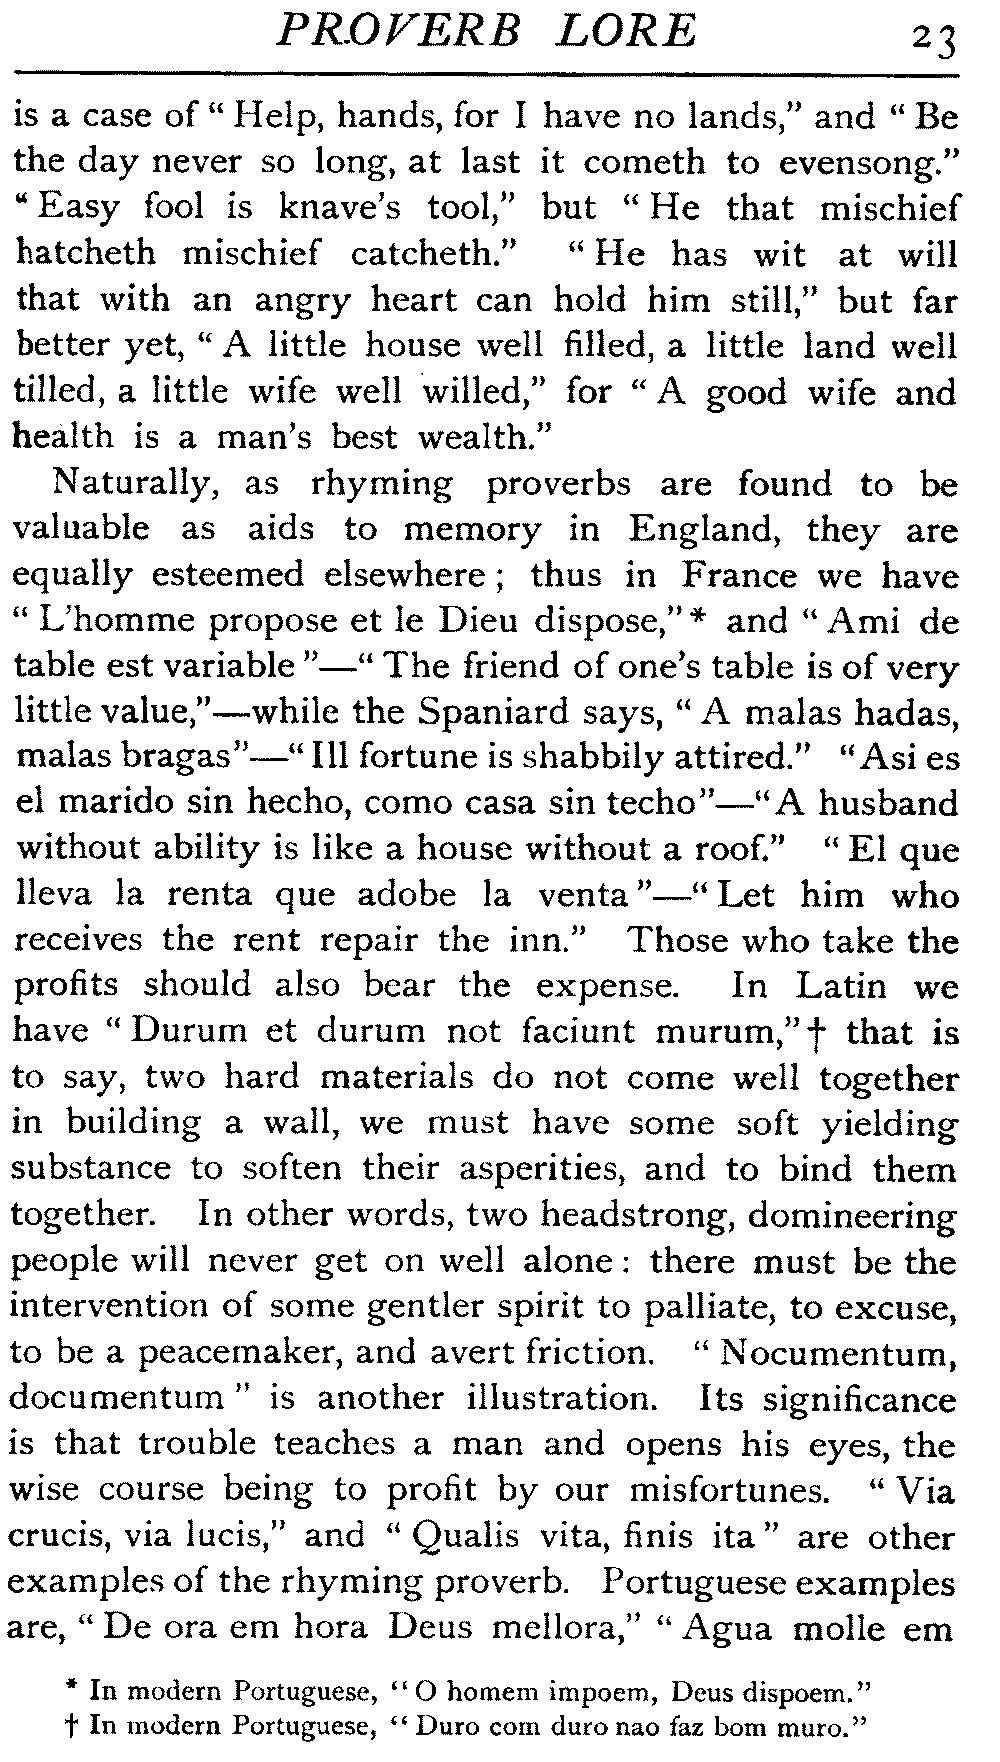 PROVERB LORE 23
is a case of “ Help, hands, for I have no lands,” and “ Be
the day never so long, at last it cometh to evensong.”
“ Easy fool is knave’s tool,” but “ He that mischief
hatcheth mischief catcheth.” “ He has wit at will
that with an angry heart can hold him still,” but far
better yet, “ A little house well filled, a little land well
tilled, a little wife well willed,” for “ A good wife and
health is a man’s best wealth.”
Naturally, as rhyming proverbs are found to be
valuable as aids to memory in England, they are
equally esteemed elsewhere ; thus in France we have
“ L’homme propose et le Dieu dispose,”* and “ Ami de
table est variable ”—“ The friend of one’s table is of very
little value,”—while the Spaniard says, “ A malas hadas,
malas bragas”—“ Ill fortune is shabbily attired.” “ Asi es
el marido sin hecho, como casa sin techo”—“ A husband
without ability is like a house without a roof.” “ El que
lleva la renta que adobe la venta ”—“ Let him who
receives the rent repair the inn.” Those who take the
profits should also bear the expense. In Latin we
have “ Durum et durum not faciunt murum,”† that is
to say, two hard materials do not come well together
in building a wall, we must have some soft yielding
substance to soften their asperities, and to bind them
together. In other words, two headstrong, domineering
people will never get on well alone : there must be the
intervention of some gentler spirit to palliate, to excuse,
to be a peacemaker, and avert friction. “ Nocumentum,
documentum ” is another illustration. Its significance
is that trouble teaches a man and opens his eyes, the
wise course being to profit by our misfortunes. “ Via
crucis, via lucis,” and “ Qualis vita, finis ita ” are other
examples of the rhyming proverb. Portuguese examples
are, “ De ora em hora Deus mellora,” “ Agua molle em
* In modern Portuguese, “ O homem impoem, Deus dispoem.”
† In modern Portuguese, “ Duro com duro nao faz bom muro.”